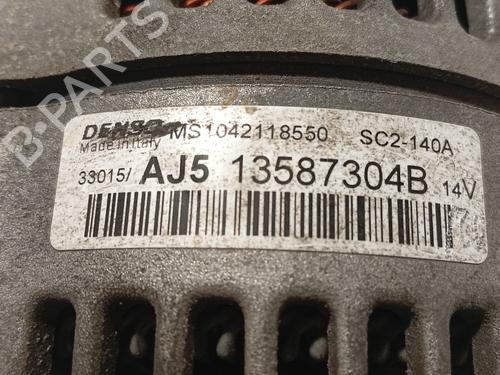 B-PARTS
DENSO MS1042118550 SC2-140A
Made in Italy
33015/ AJ5 13587304B 14V